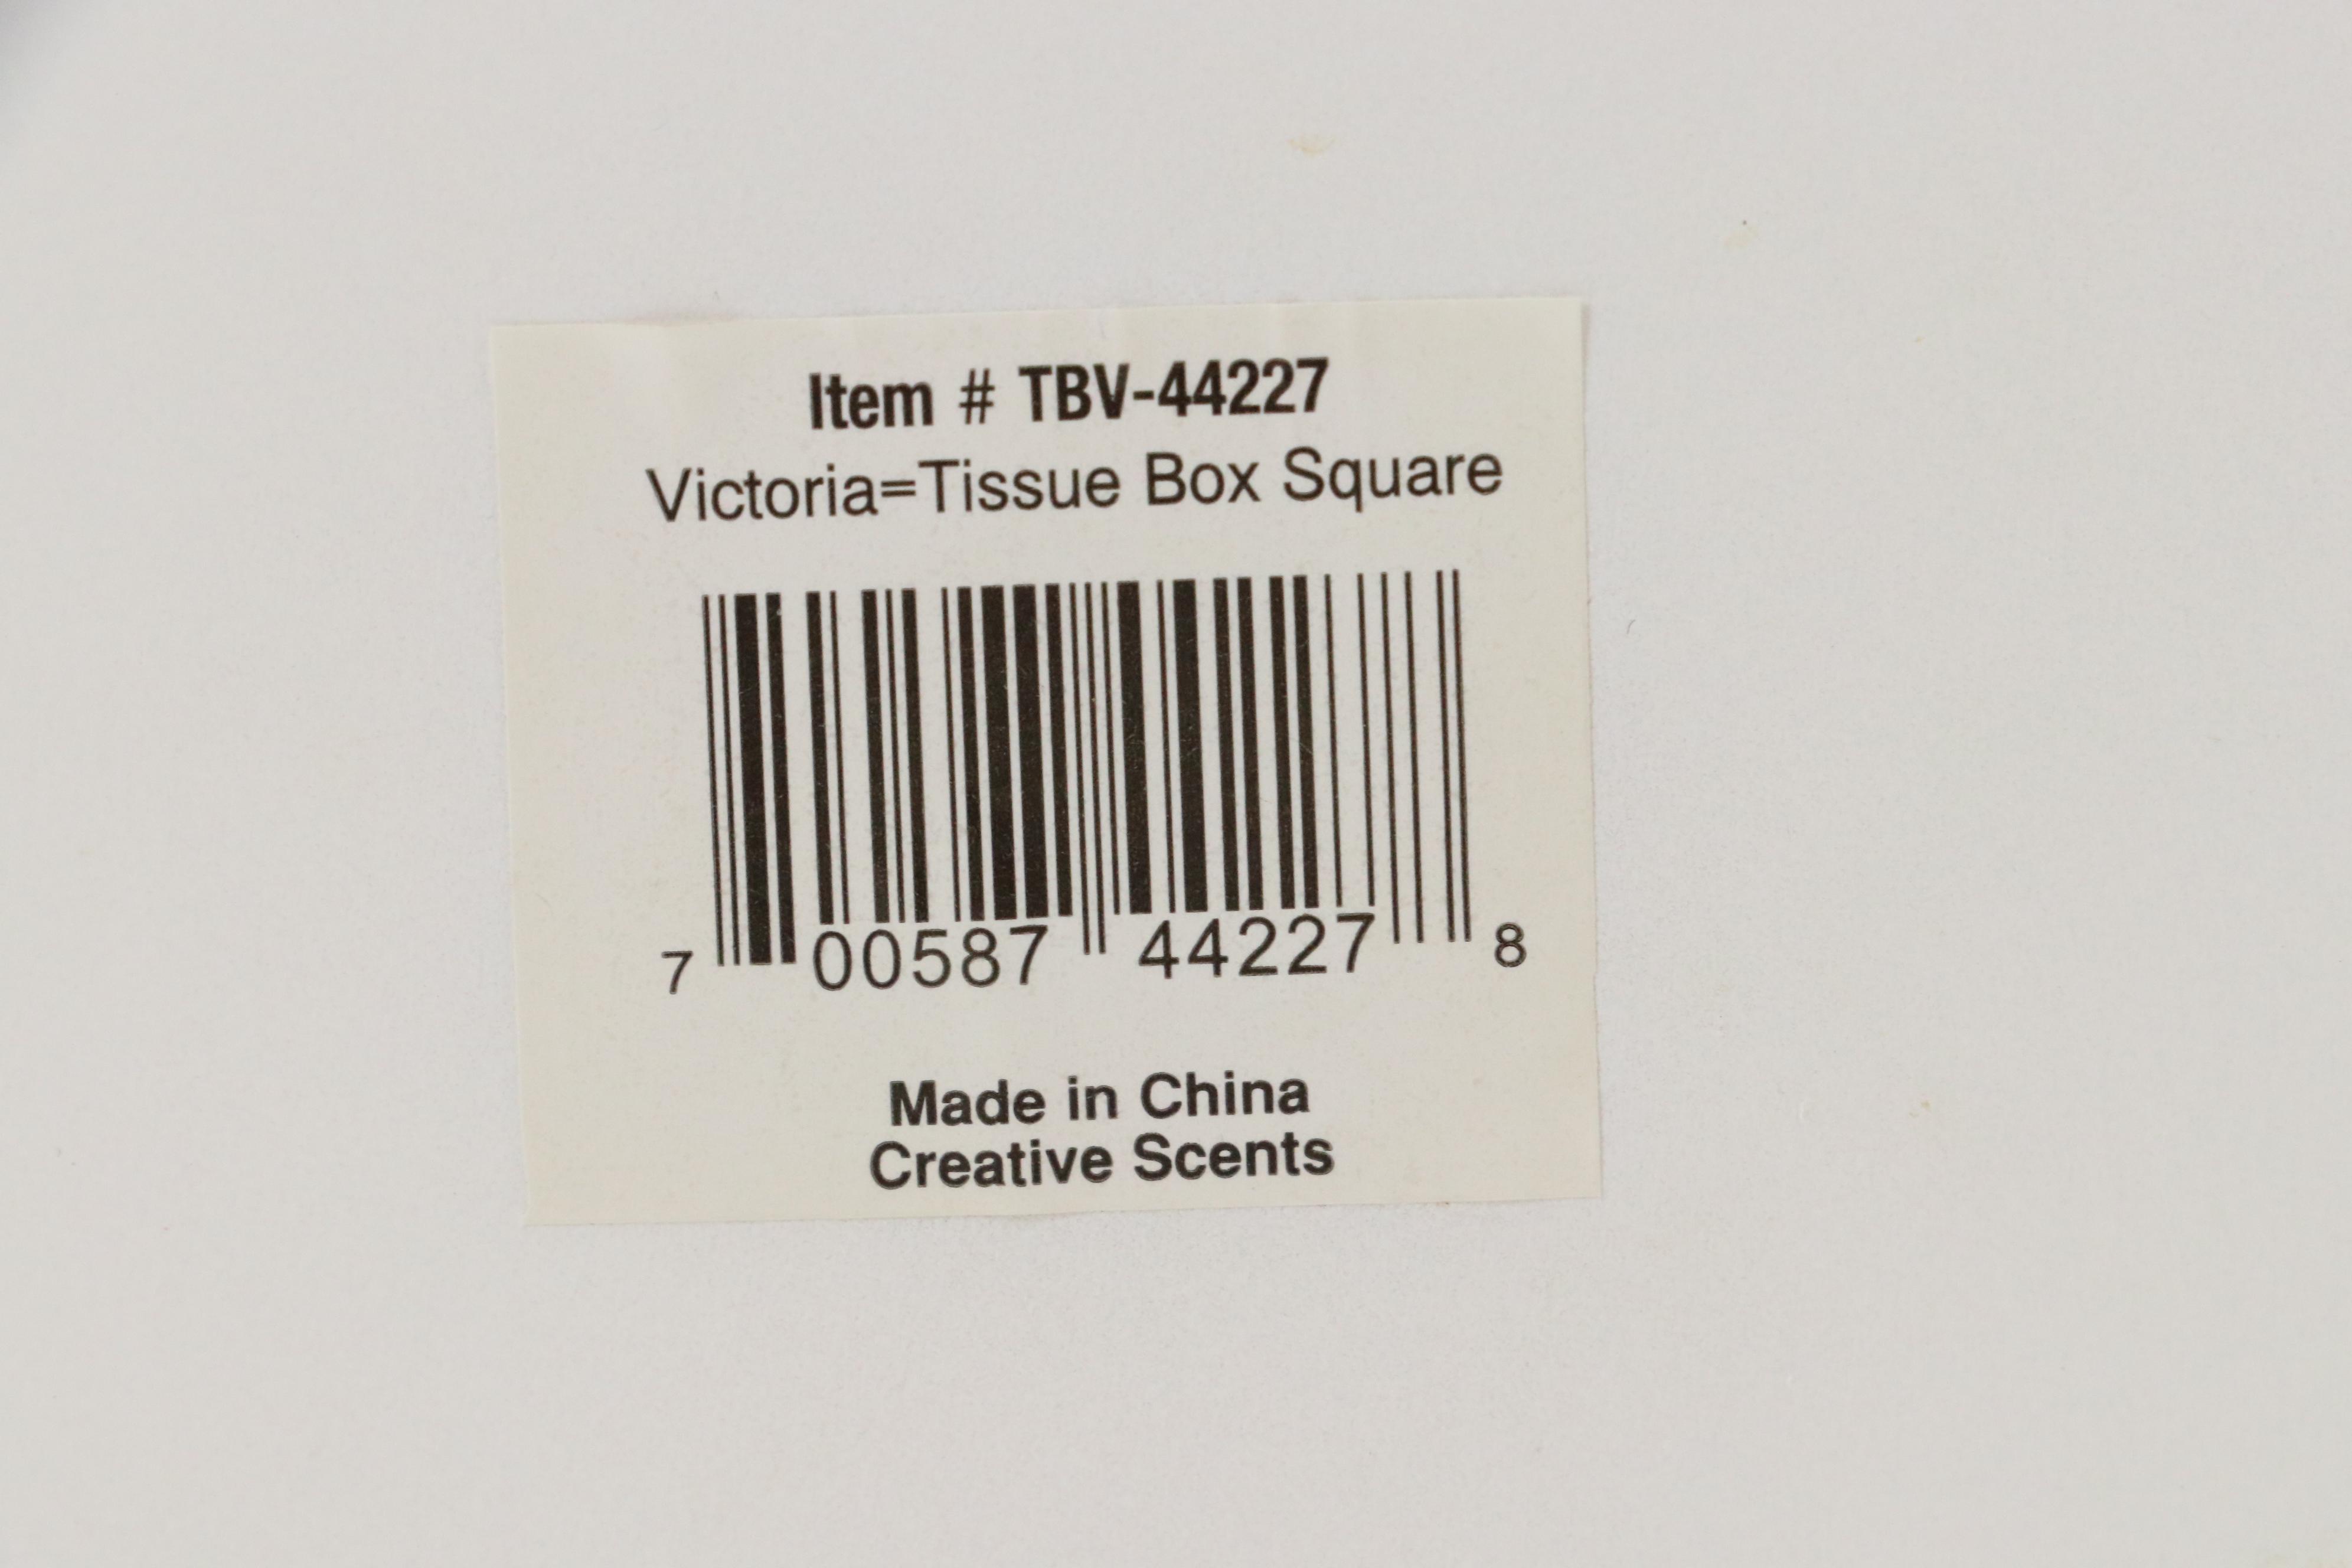 Item # TBV-44227
Victoria=Tissue Box Square
7 00587 44227 8
Made in China
Creative Scents